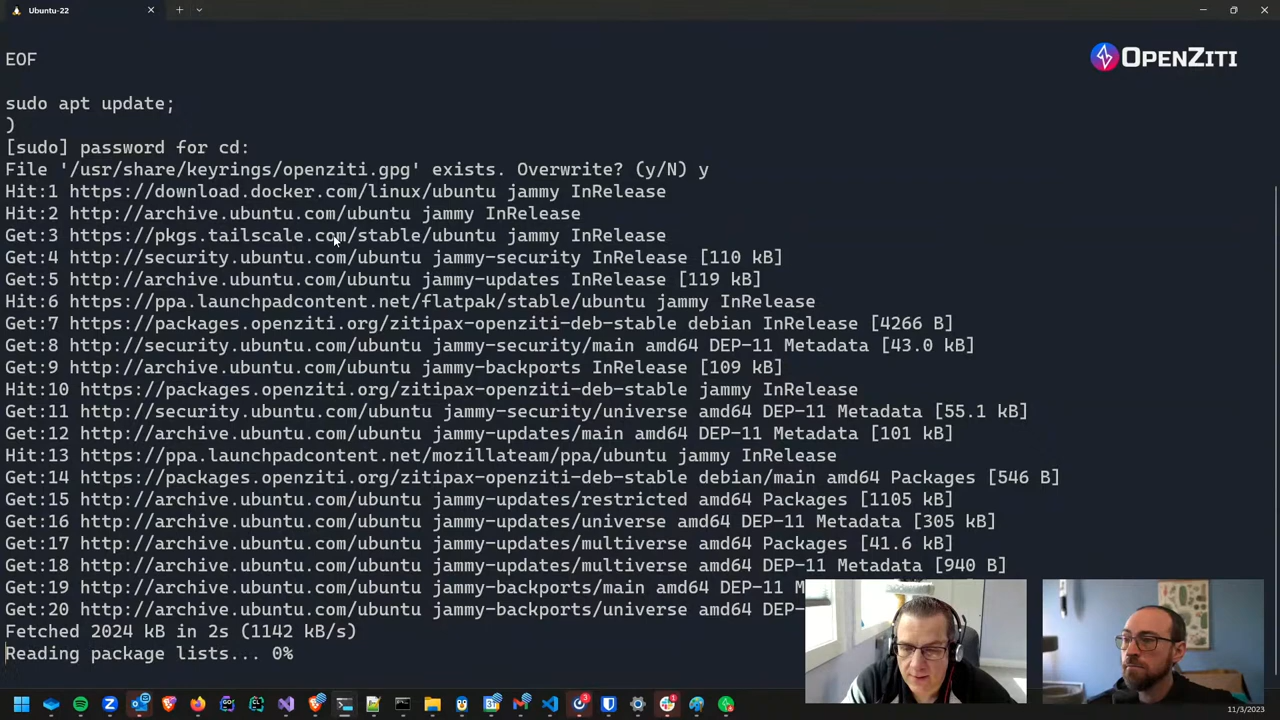 Ubuntu-22
EOF
OPENZITI
sudo apt update;
)
[sudo] password for cd:
File '/usr/share/keyrings/openziti.gpg' exists. Overwrite? (y/N) y
Hit:1 https://download.docker.com/linux/ubuntu jammy InRelease
Hit:2 http://archive.ubuntu.com/ubuntu jammy InRelease
Get:3 https://pkgs.tailscale.com/stable/ubuntu jammy InRelease
Get:4 http://security.ubuntu.com/ubuntu jammy-security InRelease [110 kB]
Get:5 http://archive.ubuntu.com/ubuntu jammy-updates InRelease [119 kB]
Hit:6 https://ppa.launchpadcontent.net/flatpak/stable/ubuntu jammy InRelease
Get:7 https://packages.openziti.org/zitipax-openziti-deb-stable debian InRelease [4266 B]
Get:8 http://security.ubuntu.com/ubuntu jammy-security/main amd64 DEP-11 Metadata [43.0 kB]
Get:9 http://archive.ubuntu.com/ubuntu jammy-backports InRelease [109 kB]
Hit:10 https://packages.openziti.org/zitipax-openziti-deb-stable jammy InRelease
Get:11 http://security.ubuntu.com/ubuntu jammy-security/universe amd64 DEP-11 Metadata [55.1 kB]
Get:12 http://archive.ubuntu.com/ubuntu jammy-updates/main amd64 DEP-11 Metadata [101 kB]
Hit:13 https://ppa.launchpadcontent.net/mozillateam/ppa/ubuntu jammy InRelease
Get:14 https://packages.openziti.org/zitipax-openziti-deb-stable debian/main amd64 Packages [546 B]
Get:15 http://archive.ubuntu.com/ubuntu jammy-updates/restricted amd64 Packages [1105 kB]
Get:16 http://archive.ubuntu.com/ubuntu jammy-updates/universe amd64 DEP-11 Metadata [305 kB]
Get:17 http://archive.ubuntu.com/ubuntu jammy-updates/multiverse amd64 Packages [41.6 kB]
Get:18 http://archive.ubuntu.com/ubuntu jammy-updates/multiverse amd64 DEP-11 Metadata [940 B]
Get:19 http://archive.ubuntu.com/ubuntu jammy-backports/main amd64 DEP-11 M
Get:20 http://archive.ubuntu.com/ubuntu jammy-backports/universe amd64 DEP-
Fetched 2024 kB in 2s (1142 kB/s)
Reading package lists... 0%
11/3/2023